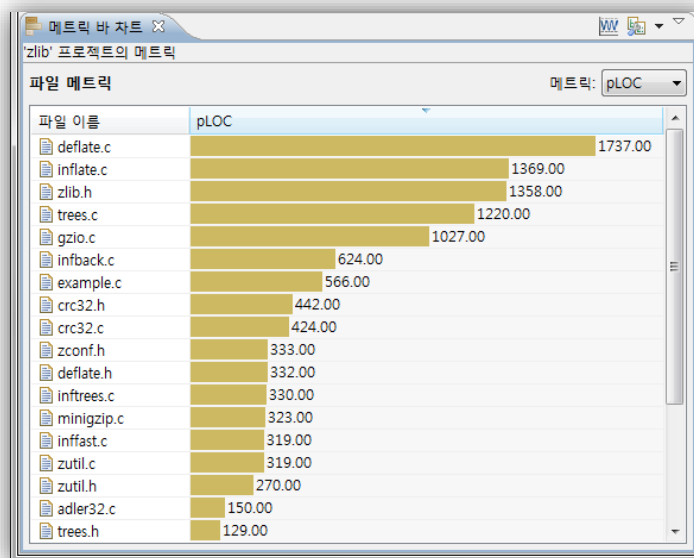 메트릭 바 차트
'zlib' 프로젝트의 메트릭
파일 메트릭 메트릭: pLOC
파일 이름 pLOC
deflate.c 1737.00
inflate.c 1369.00
zlib.h 1358.00
trees.c 1220.00
gzio.c 1027.00
infback.c 624.00
example.c 566.00
crc32.h 442.00
crc32.c 424.00
zconf.h 333.00
deflate.h 332.00
inftrees.c 330.00
minigzip.c 323.00
inffast.c 319.00
zutil.c 319.00
zutil.h 270.00
adler32.c 150.00
trees.h 129.00